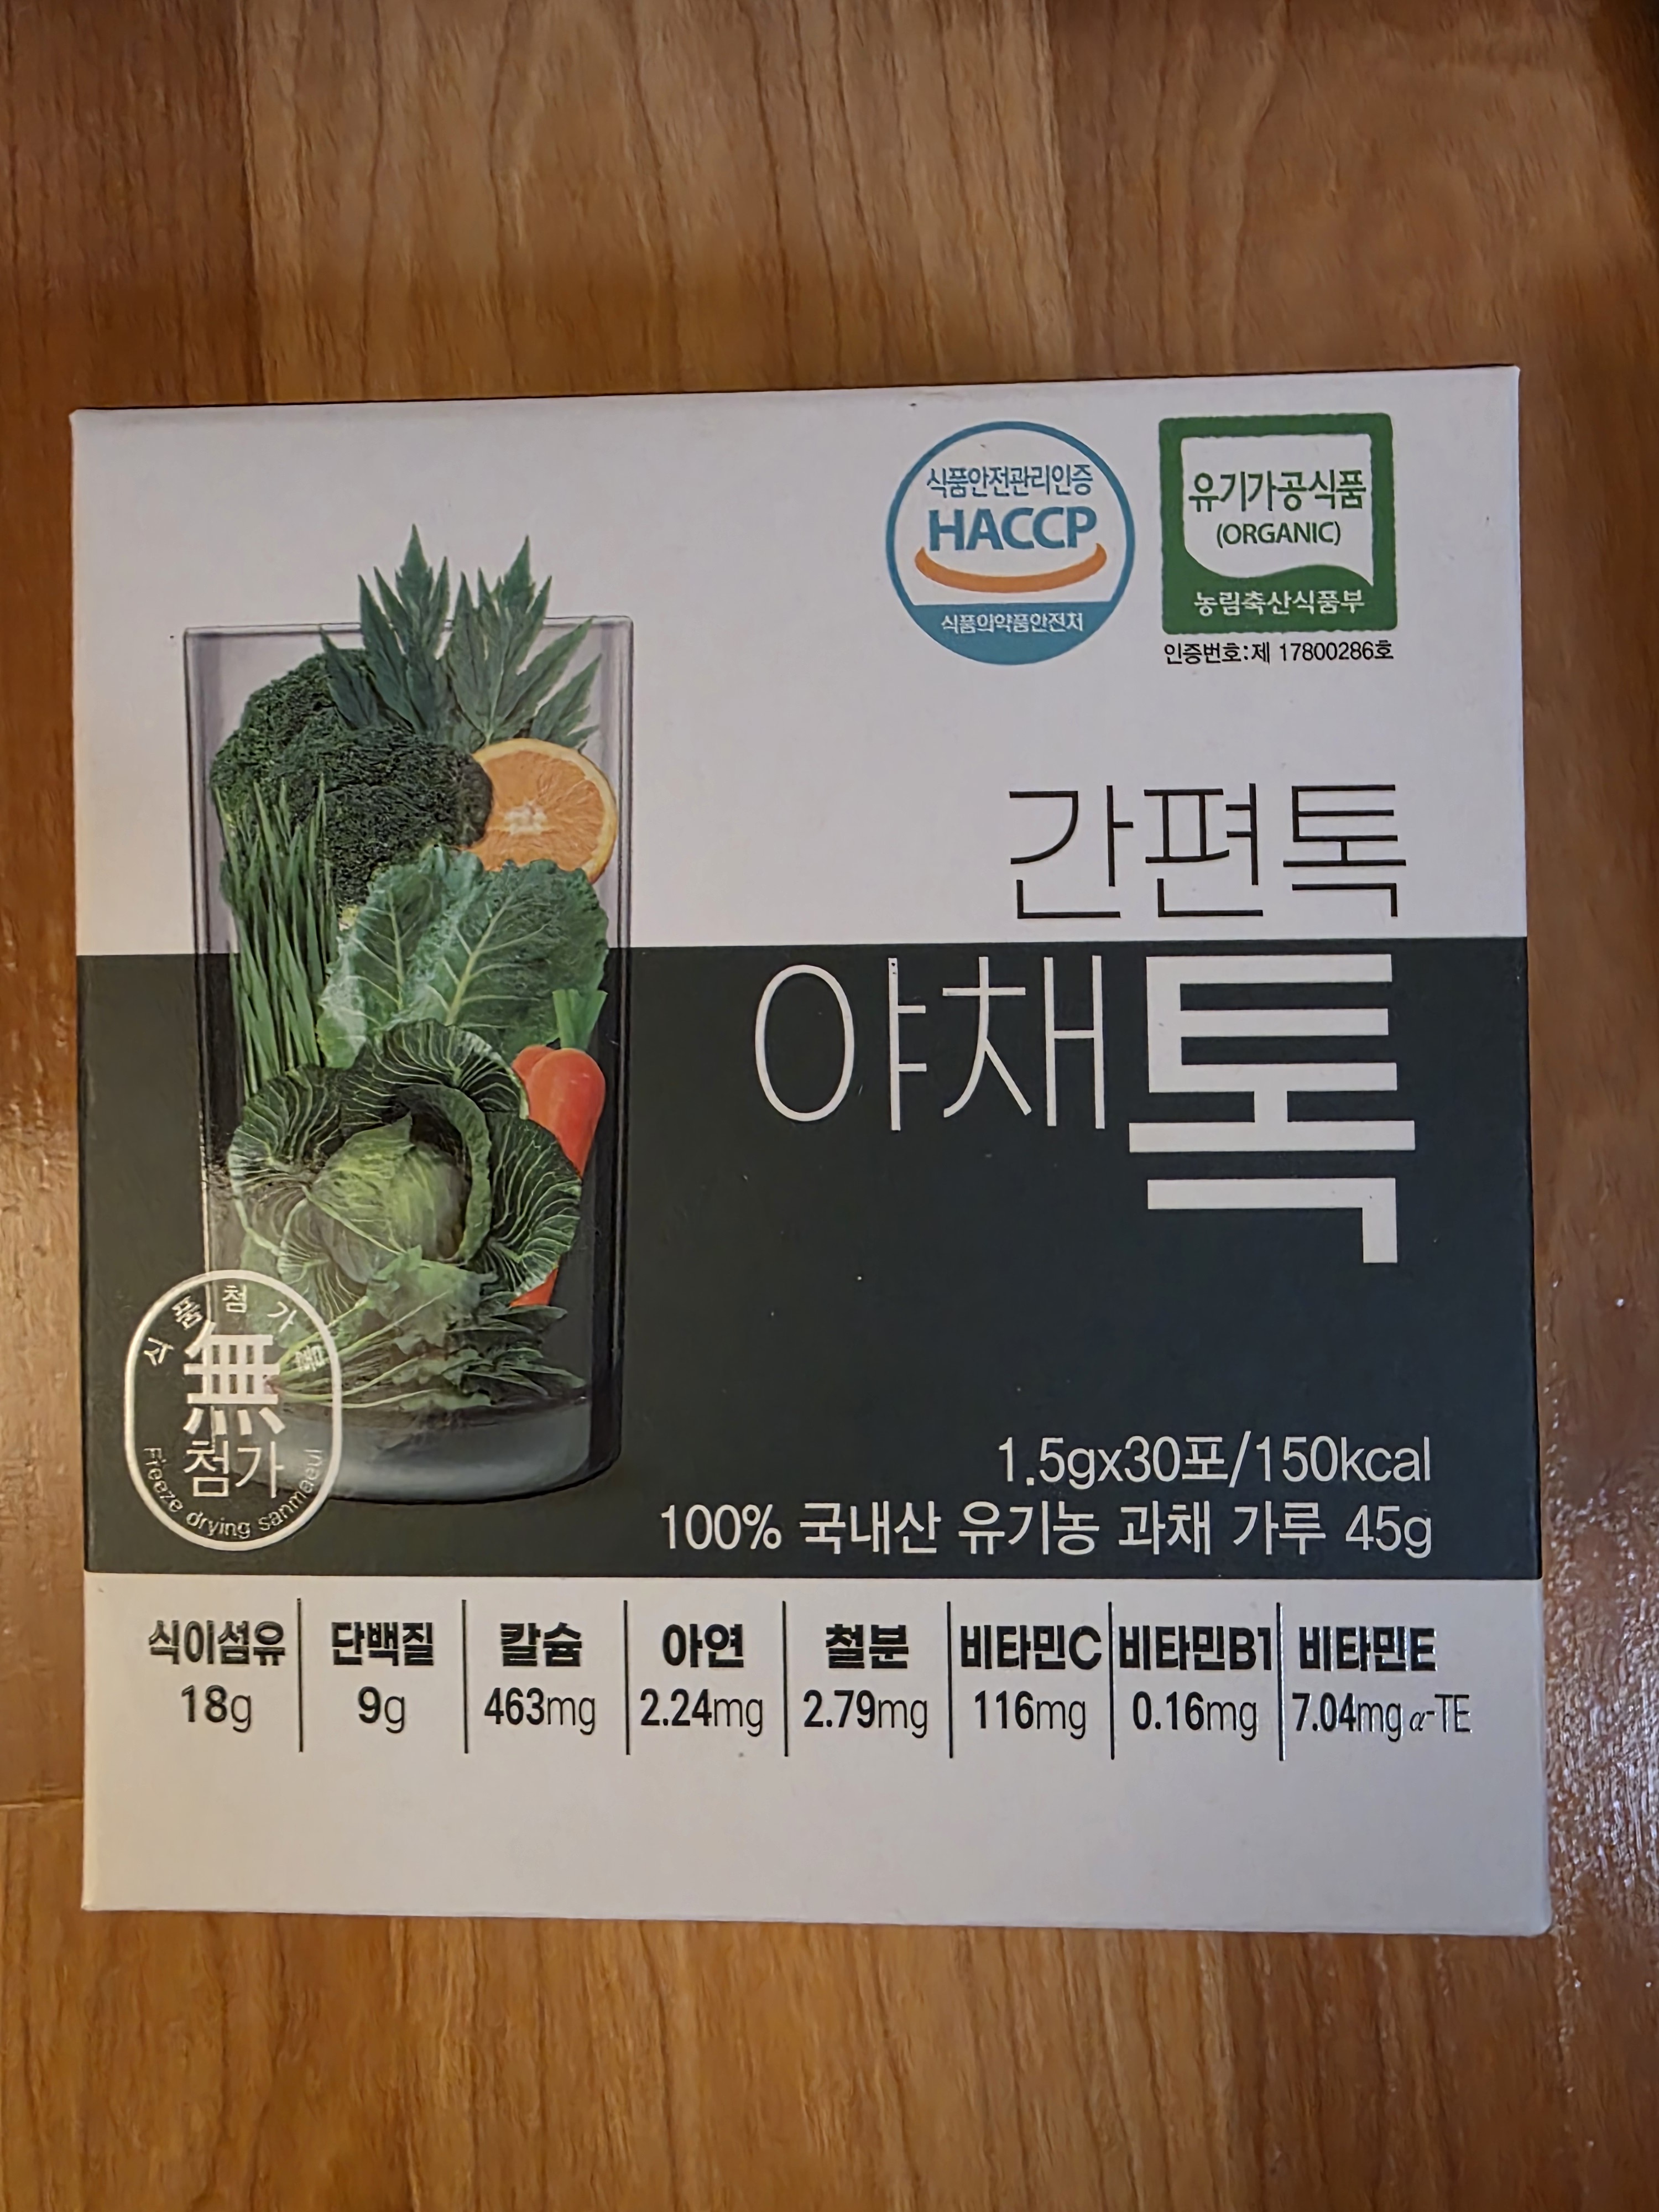 식품안전관리인증
HACCP
식품의약품안전처
유기가공식품
(ORGANIC)
농림축산식품부
인증번호:제 17800286호
간편톡
야채톡
식품첨가물
無
첨가
Freeze drying sanmaeul
1.5gx30포/150kcal
100% 국내산 유기농 과채 가루 45g
식이섬유 단백질 칼슘 아연 철분 비타민C 비타민B1 비타민E
18g 9g 463mg 2.24mg 2.79mg 116mg 0.16mg 7.04mg α-TE